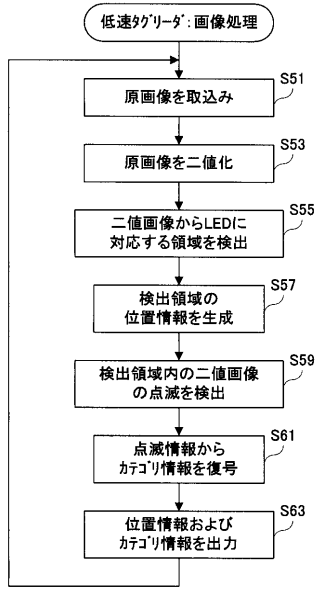 低速ﾀｸﾞﾘｰﾀﾞ:画像処理
S51
原画像を取込み
S53
原画像を二値化
S55
二値画像からLEDに
対応する領域を検出
S57
検出領域の
位置情報を生成
S59
検出領域内の二値画像
の点滅を検出
S61
点滅情報から
ｶﾃｺﾞﾘ情報を復号
S63
位置情報および
ｶﾃｺﾞﾘ情報を出力